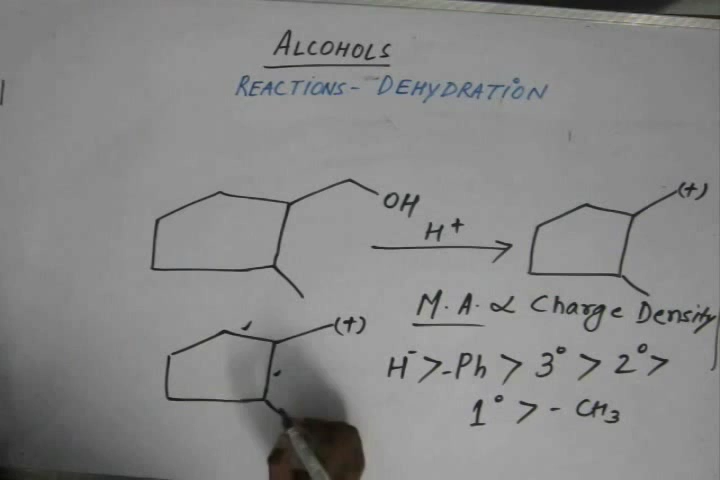 ALCOHOLS
REACTIONS- DEHYDRATION
OH
H+
(+)
M.A. ∝ Charge Density
(+)
H⁻ > -Ph > 3° > 2° >
1° > - CH3